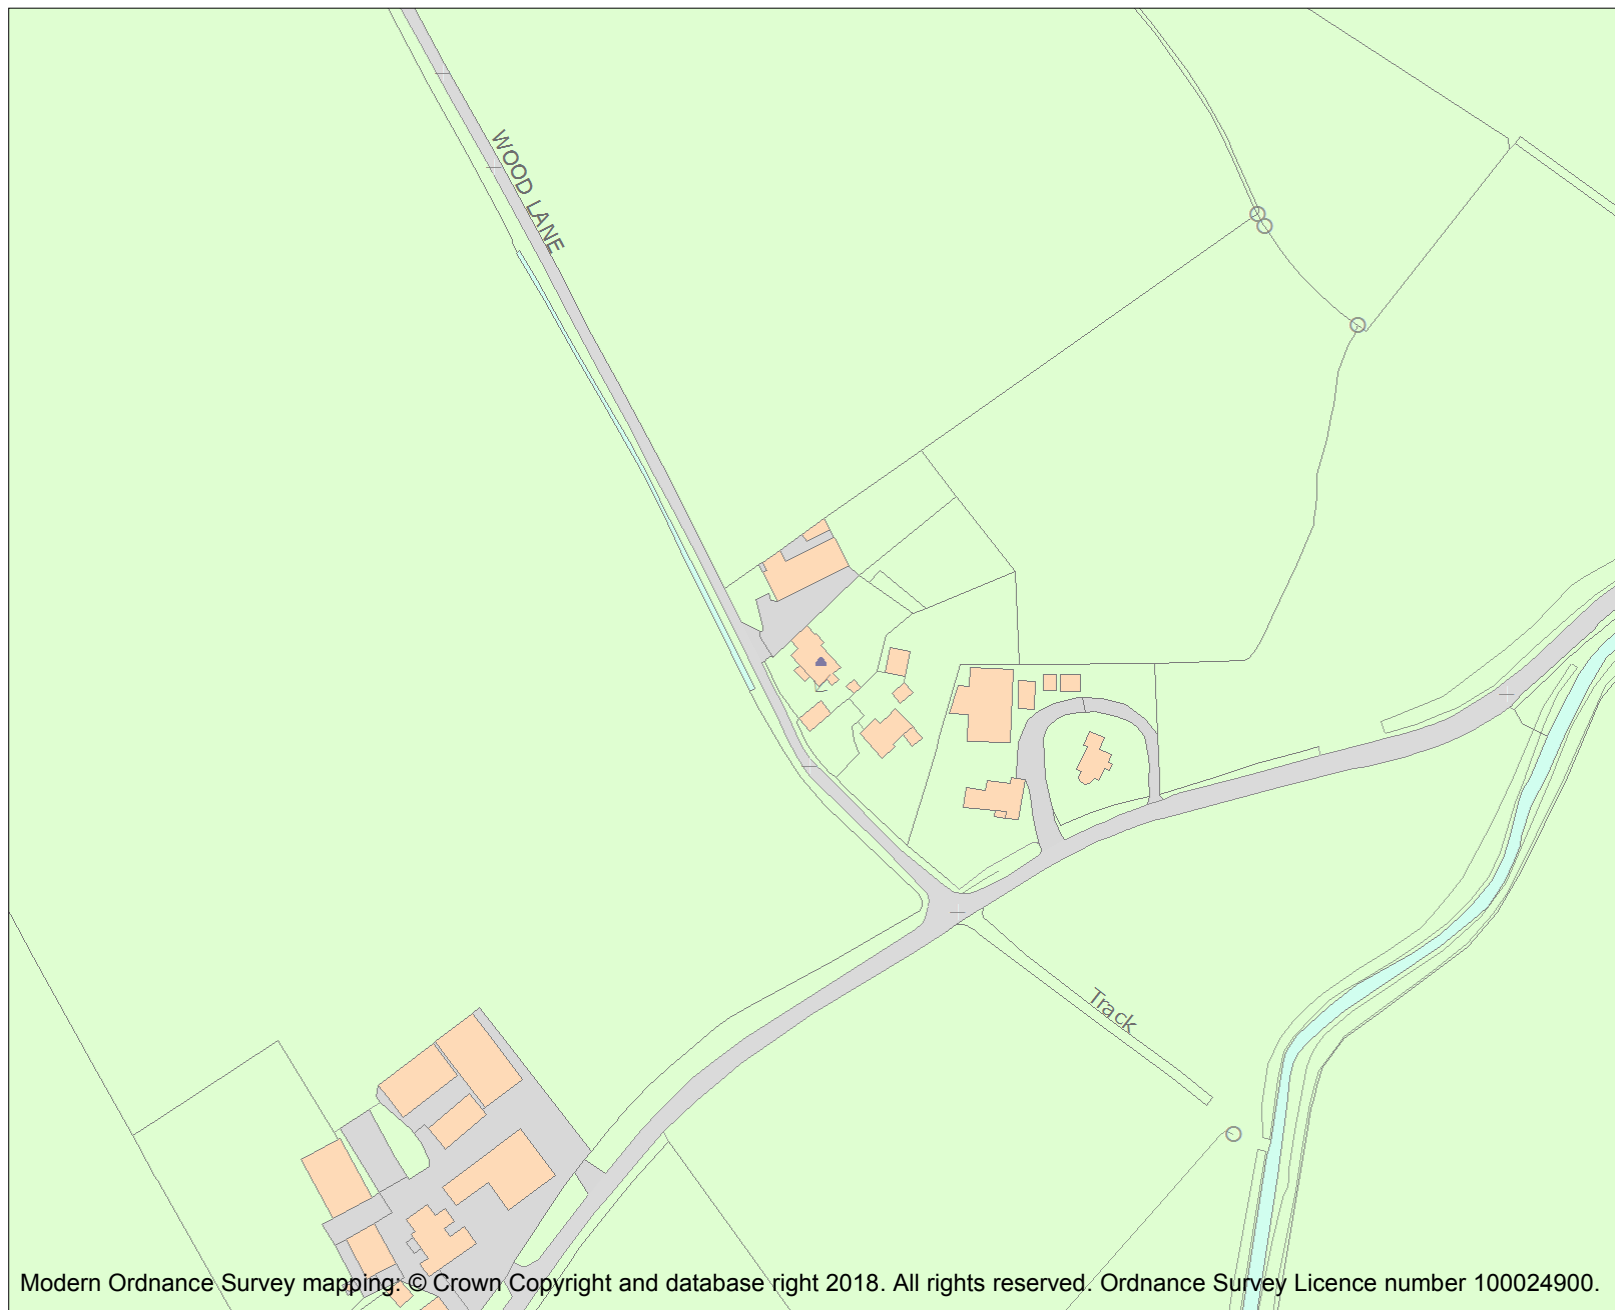 WOOD LANE
Track
Modern Ordnance Survey mapping: © Crown Copyright and database right 2018. All rights reserved. Ordnance Survey Licence number 100024900.